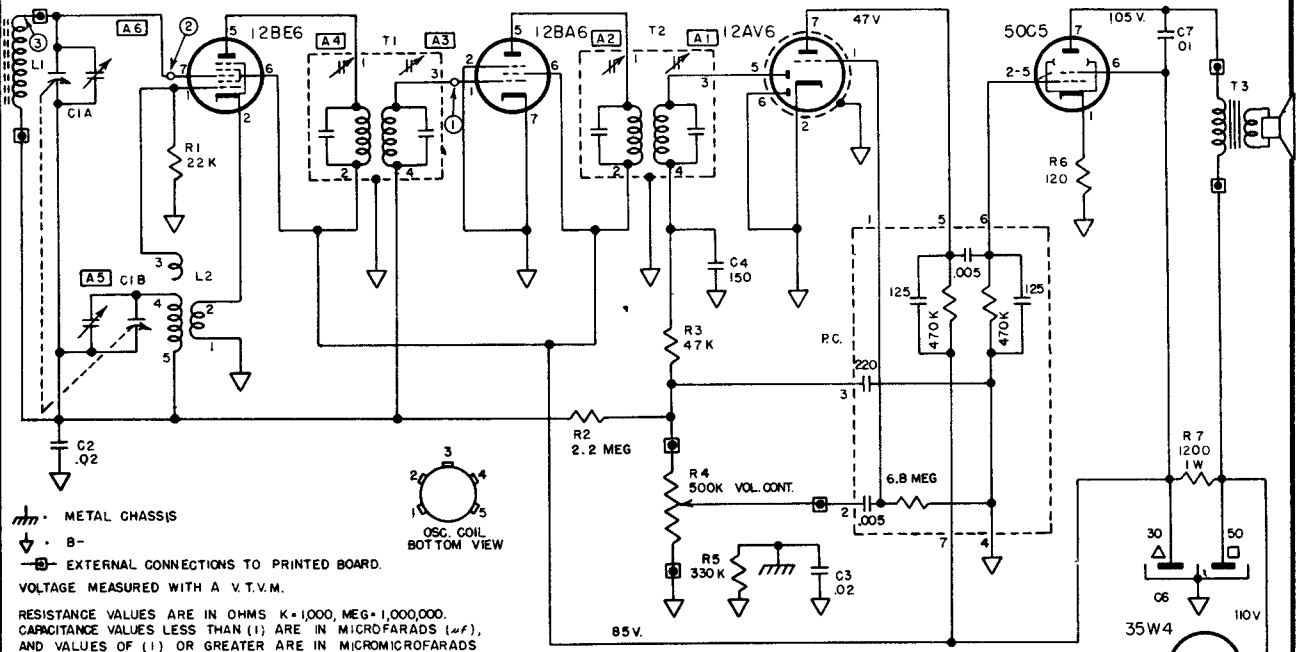 A6
2
12BE6
A4
T1
A3
12BA6
A2
T2
A1
12AV6
47V
50C5
105 V.
C7
.01
3
L1
C1A
5
7
1
6
2
1
3
2
4
1
5
2
1
6
7
1
3
2
4
7
5
6
1
2
7
2-5
6
1
T3
R1
22 K
R6
120
A5
C1B
3
L2
4
2
5
1
C4
150
1
5
6
.005
125
470K
470K
125
R3
47K
P.C.
220
3
R2
2.2 MEG
C2
.02
R4
500K VOL. CONT.
6.8 MEG
2
.005
7
4
R7
1200
1W
3
2
4
1
5
OSC. COIL
BOTTOM VIEW
METAL CHASSIS
B-
EXTERNAL CONNECTIONS TO PRINTED BOARD.
VOLTAGE MEASURED WITH A V.T.V.M.
RESISTANCE VALUES ARE IN OHMS K=1,000, MEG=1,000,000.
CAPACITANCE VALUES LESS THAN (1) ARE IN MICROFARADS (µf),
AND VALUES OF (1) OR GREATER ARE IN MICROMICROFARADS
R5
330K
C3
.02
85V.
30
50
C6
110V
35W4